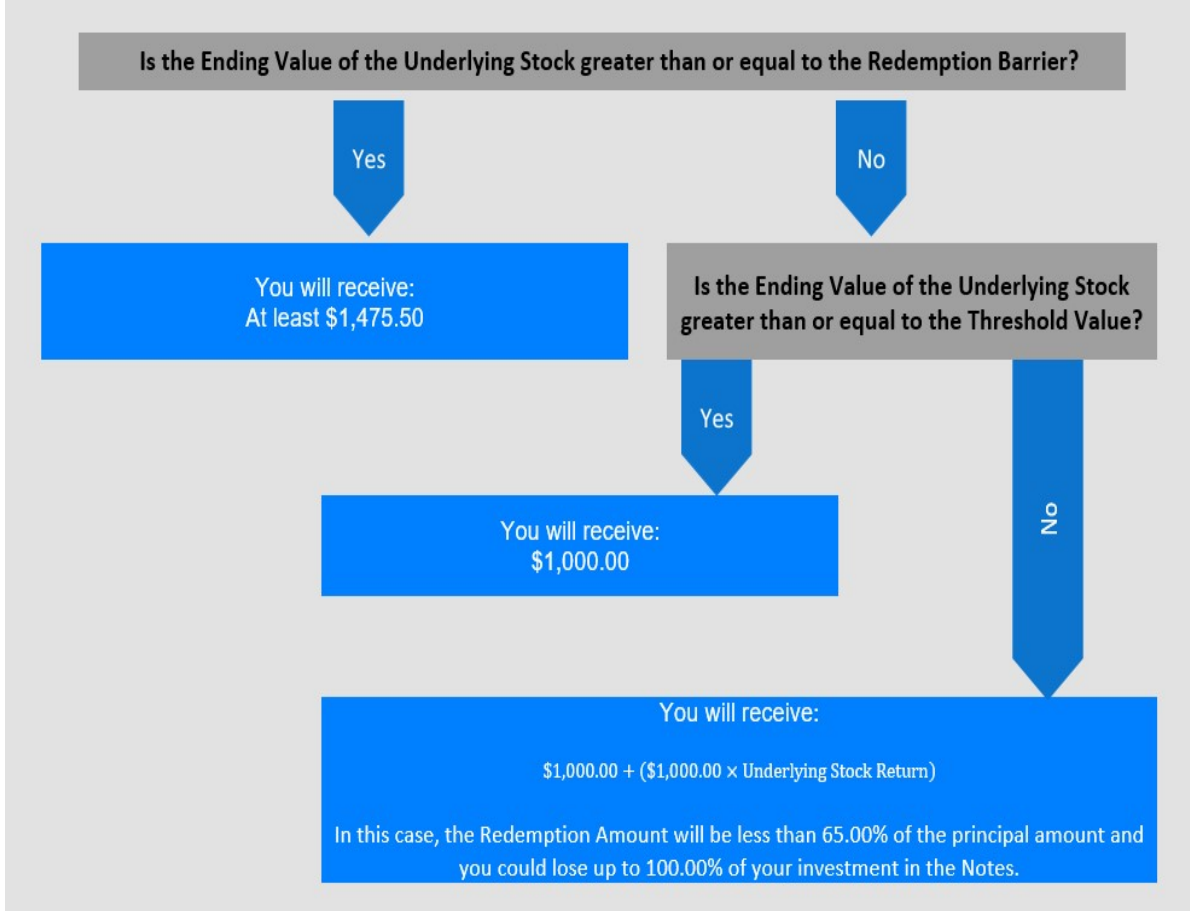 Is the Ending Value of the Underlying Stock greater than or equal to the Redemption Barrier?
Yes
No
You will receive:
At least $1,475.50
Is the Ending Value of the Underlying Stock
greater than or equal to the Threshold Value?
Yes
No
You will receive:
$1,000.00
You will receive:
$1,000.00 + ($1,000.00 × Underlying Stock Return)
In this case, the Redemption Amount will be less than 65.00% of the principal amount and
you could lose up to 100.00% of your investment in the Notes.